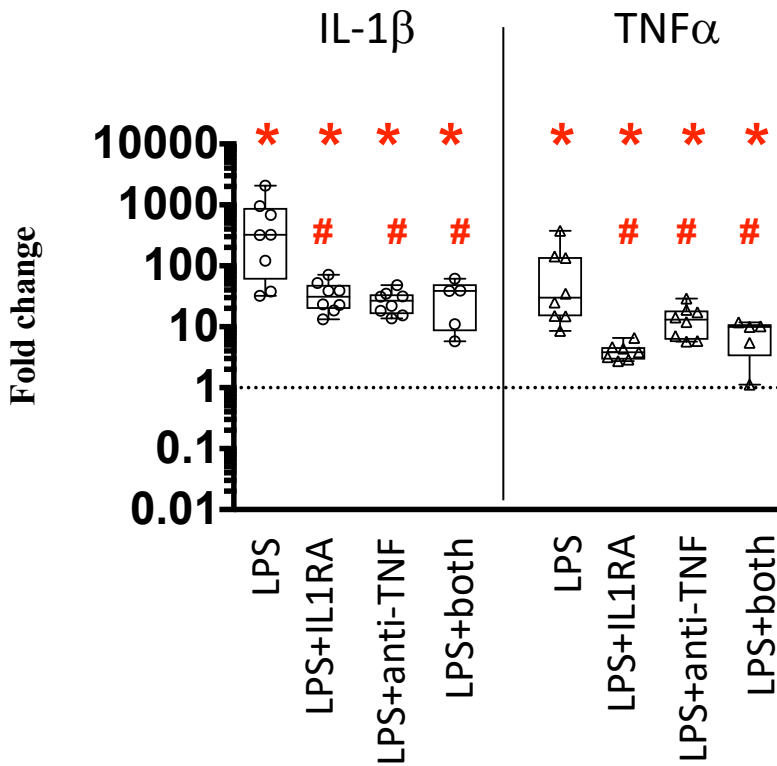 IL-1β
TNFα
* * * * * * * *
# # # # # #
10000
1000
100
10
1
0.1
0.01
Fold change
LPS
LPS+IL1RA
LPS+anti-TNF
LPS+both
LPS
LPS+IL1RA
LPS+anti-TNF
LPS+both